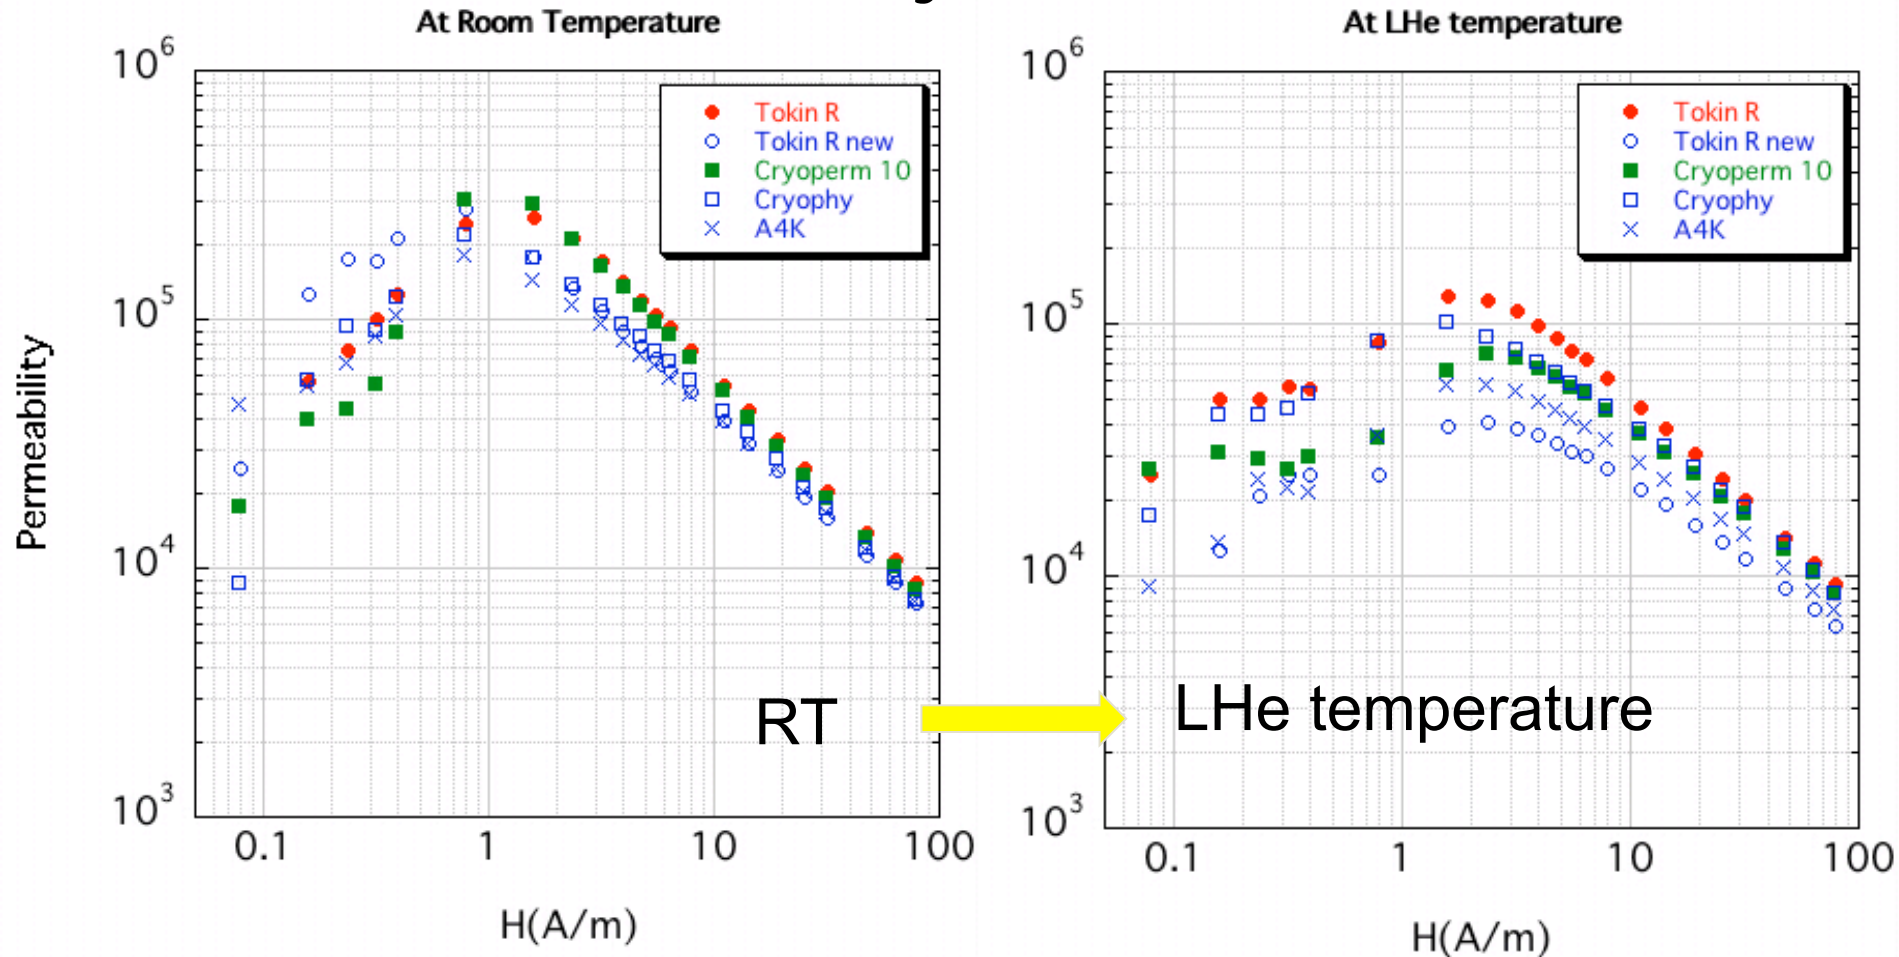 At Room Temperature
10^6
10^5
10^4
10^3
Permeability
Tokin R
Tokin R new
Cryoperm 10
Cryophy
A4K
RT
0.1 1 10 100
H(A/m)
At LHe temperature
10^6
10^5
10^4
10^3
Tokin R
Tokin R new
Cryoperm 10
Cryophy
A4K
LHe temperature
0.1 1 10 100
H(A/m)